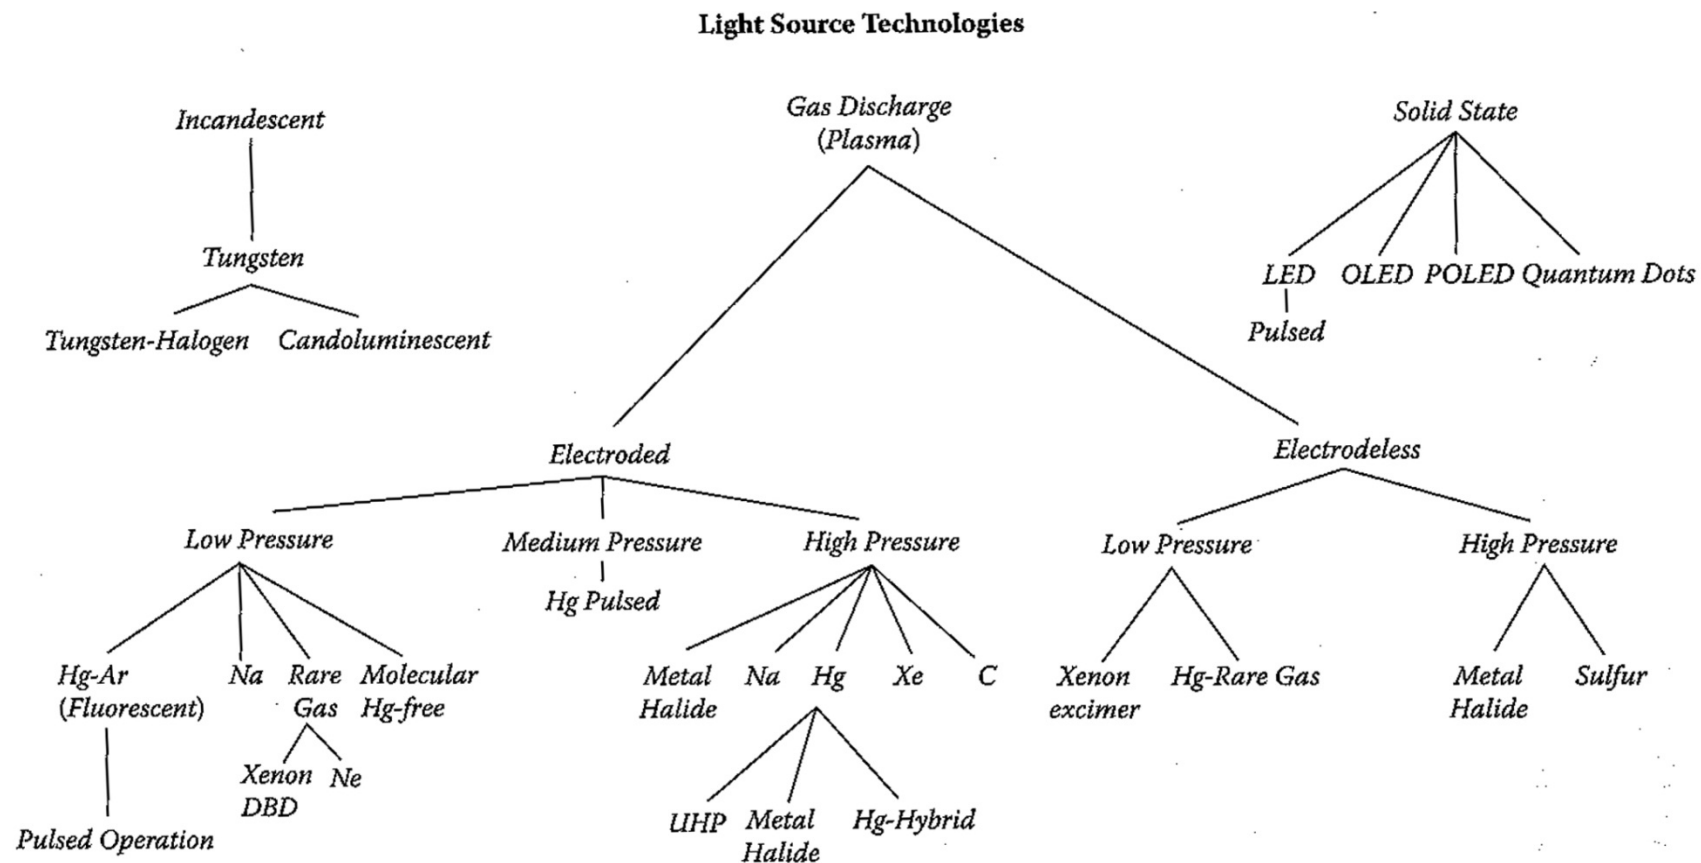 Light Source Technologies
Incandescent
Gas Discharge
(Plasma)
Solid State
Tungsten
LED OLED POLED Quantum Dots
Pulsed
Tungsten-Halogen Candoluminescent
Electroded
Electrodeless
Low Pressure
Medium Pressure
High Pressure
Low Pressure
High Pressure
Hg Pulsed
Hg-Ar
(Fluorescent)
Na
Rare
Gas
Molecular
Hg-free
Metal
Halide
Na
Hg
Xe
C
Xenon
excimer
Hg-Rare Gas
Metal
Halide
Sulfur
Xenon
DBD
Ne
Pulsed Operation
UHP
Metal
Halide
Hg-Hybrid